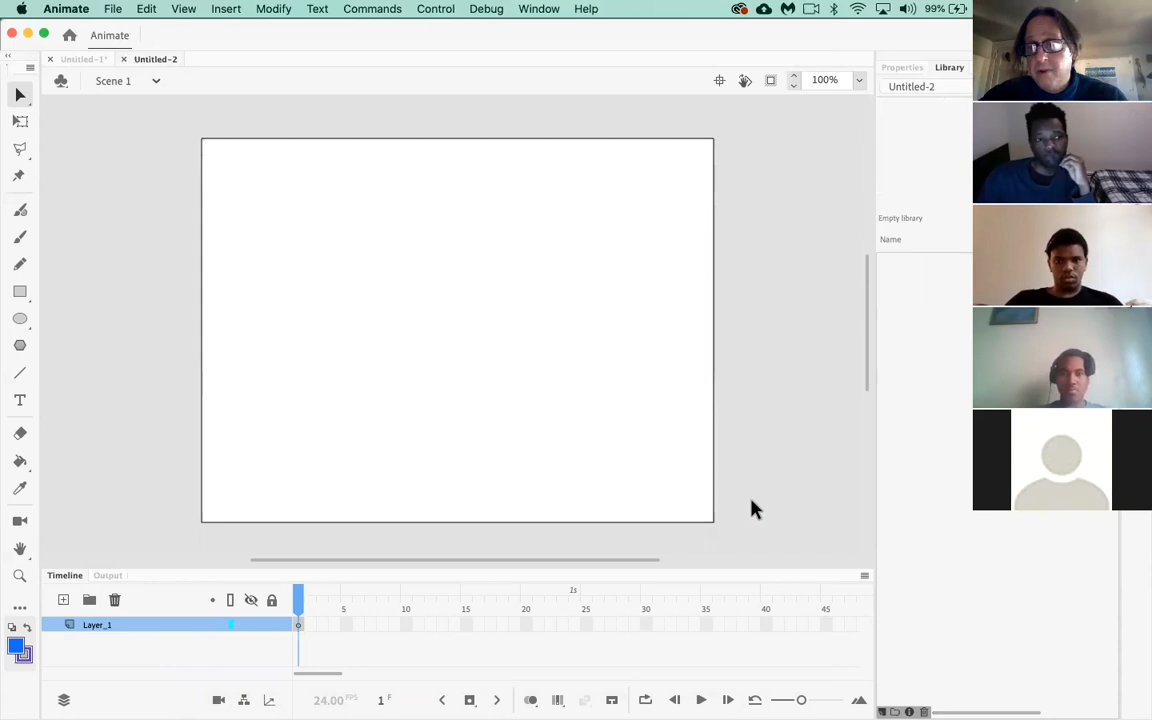 Animate File Edit View Insert Modify Text Commands Control Debug Window Help 99%
Animate
Untitled-1* Untitled-2
Properties Library
Scene 1 100%
Untitled-2
Empty library
Name
Timeline Output
1s
5 10 15 20 25 30 35 40 45
Layer_1
24.00 FPS 1 F